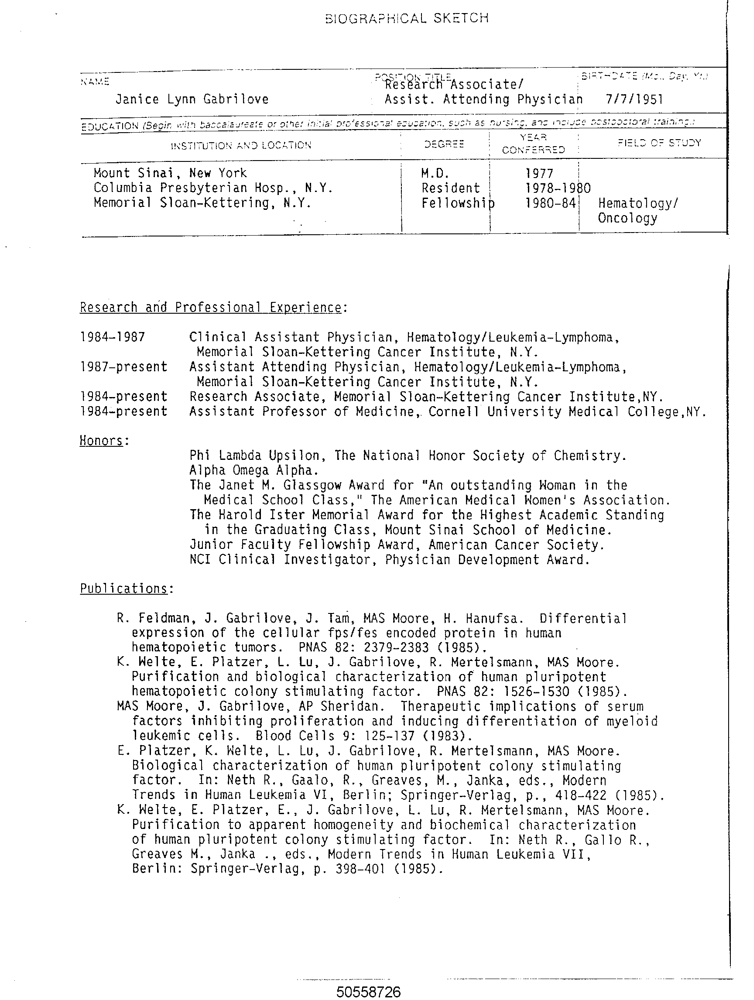 BIOGRAPHICAL SKETCH
NAME
POSITION TITLE
BIRTHDATE (Mo., Day, Yr.)
Janice Lynn Gabrilove
Research Associate/
Assist. Attending Physician
7/7/1951
EDUCATION (Begin with baccalaureate or other initial professional education, such as nursing, and include postdoctoral training.)
INSTITUTION AND LOCATION
DEGREE
YEAR CONFERRED
FIELD OF STUDY
Mount Sinai, New York M.D. 1977
Columbia Presbyterian Hosp., N.Y. Resident 1978-1980
Memorial Sloan-Kettering, N.Y. Fellowship 1980-84 Hematology/
Oncology
Research and Professional Experience:
1984-1987 Clinical Assistant Physician, Hematology/Leukemia-Lymphoma,
Memorial Sloan-Kettering Cancer Institute, N.Y.
1987-present Assistant Attending Physician, Hematology/Leukemia-Lymphoma,
Memorial Sloan-Kettering Cancer Institute, N.Y.
1984-present Research Associate, Memorial Sloan-Kettering Cancer Institute,NY.
1984-present Assistant Professor of Medicine, Cornell University Medical College,NY.
Honors:
Phi Lambda Upsilon, The National Honor Society of Chemistry.
Alpha Omega Alpha.
The Janet M. Glassgow Award for "An outstanding Woman in the
Medical School Class," The American Medical Women's Association.
The Harold Ister Memorial Award for the Highest Academic Standing
in the Graduating Class, Mount Sinai School of Medicine.
Junior Faculty Fellowship Award, American Cancer Society.
NCI Clinical Investigator, Physician Development Award.
Publications:
R. Feldman, J. Gabrilove, J. Tam, MAS Moore, H. Hanufsa. Differential
expression of the cellular fps/fes encoded protein in human
hematopoietic tumors. PNAS 82: 2379-2383 (1985).
K. Welte, E. Platzer, L. Lu, J. Gabrilove, R. Mertelsmann, MAS Moore.
Purification and biological characterization of human pluripotent
hematopoietic colony stimulating factor. PNAS 82: 1526-1530 (1985).
MAS Moore, J. Gabrilove, AP Sheridan. Therapeutic implications of serum
factors inhibiting proliferation and inducing differentiation of myeloid
leukemic cells. Blood Cells 9: 125-137 (1983).
E. Platzer, K. Welte, L. Lu, J. Gabrilove, R. Mertelsmann, MAS Moore.
Biological characterization of human pluripotent colony stimulating
factor. In: Neth R., Gaalo, R., Greaves, M., Janka, eds., Modern
Trends in Human Leukemia VI, Berlin; Springer-Verlag, p., 418-422 (1985).
K. Welte, E. Platzer, E., J. Gabrilove, L. Lu, R. Mertelsmann, MAS Moore.
Purification to apparent homogeneity and biochemical characterization
of human pluripotent colony stimulating factor. In: Neth R., Gallo R.,
Greaves M., Janka ., eds., Modern Trends in Human Leukemia VII,
Berlin: Springer-Verlag, p. 398-401 (1985).
50558726